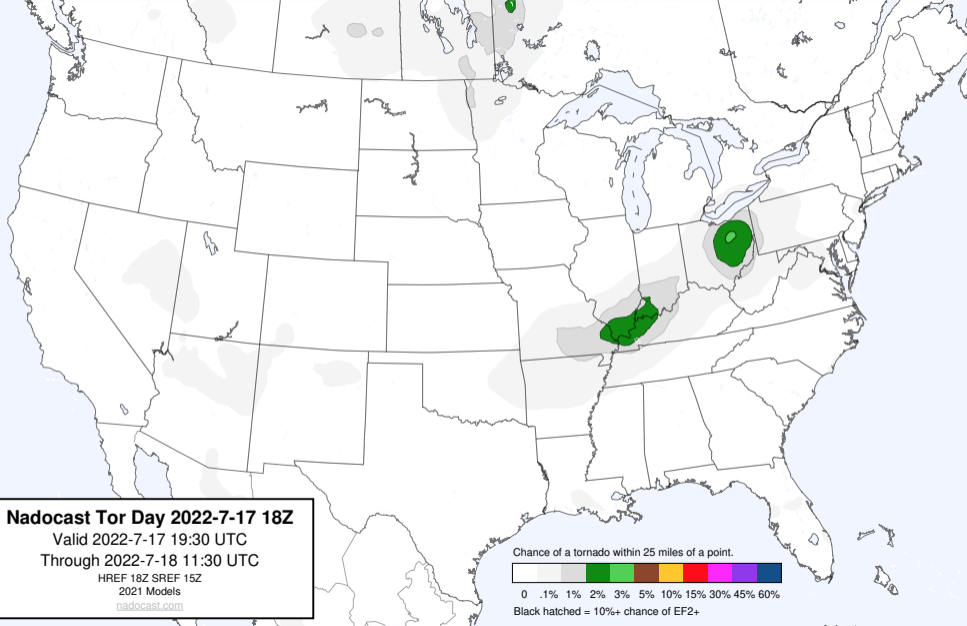 Nadocast Tor Day 2022-7-17 18Z
Valid 2022-7-17 19:30 UTC
Through 2022-7-18 11:30 UTC
HREF 18Z SREF 15Z
2021 Models
nadocast.com
Chance of a tornado within 25 miles of a point.
0 .1% 1% 2% 3% 5% 10% 15% 30% 45% 60%
Black hatched = 10%+ chance of EF2+